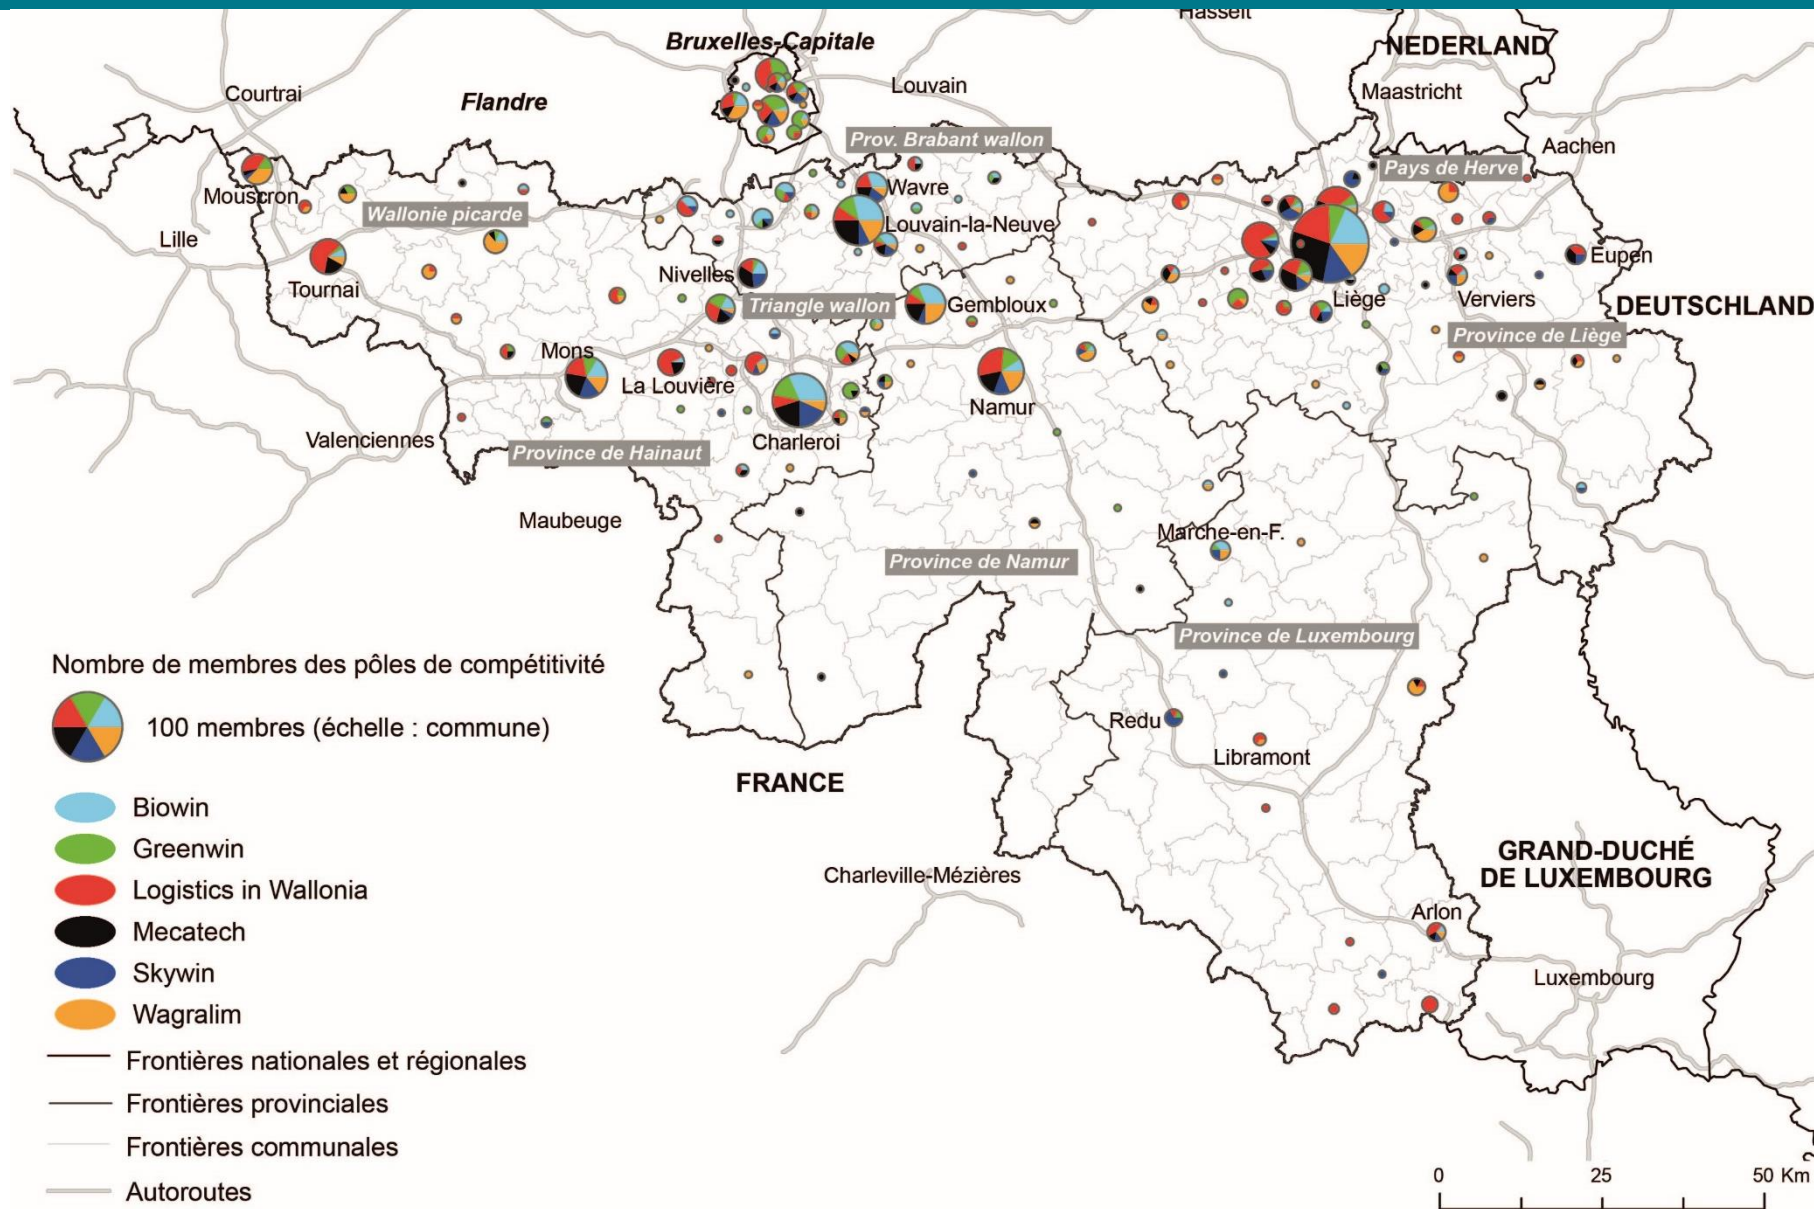 Hasselt
Bruxelles-Capitale
NEDERLAND
Courtrai
Flandre
Louvain
Maastricht
Prov. Brabant wallon
Aachen
Pays de Herve
Mouscron
Wallonie picarde
Wavre
Louvain-la-Neuve
Lille
Nivelles
Eupen
Tournai
Triangle wallon
Gembloux
Liège
Verviers
DEUTSCHLAND
Province de Liège
Mons
La Louvière
Namur
Valenciennes
Charleroi
Province de Hainaut
Maubeuge
Marche-en-F.
Province de Namur
Province de Luxembourg
Nombre de membres des pôles de compétitivité
100 membres (échelle : commune)
Redu
Libramont
FRANCE
Biowin
Greenwin
Logistics in Wallonia
Mecatech
Skywin
Wagralim
Charleville-Mézières
GRAND-DUCHÉ
DE LUXEMBOURG
Arlon
Luxembourg
Frontières nationales et régionales
Frontières provinciales
Frontières communales
Autoroutes
0 25 50 Km